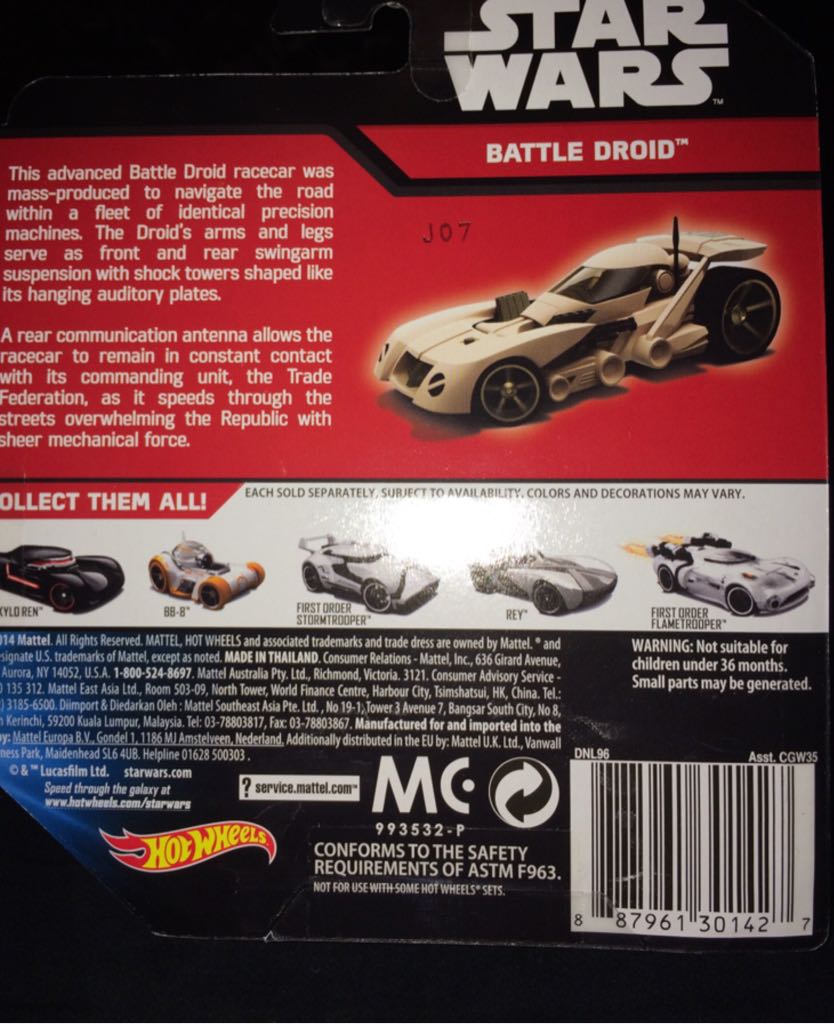 STAR
WARS™
BATTLE DROID™
This advanced Battle Droid racecar was
mass-produced to navigate the road
within a fleet of identical precision
machines. The Droid's arms and legs
serve as front and rear swingarm
suspension with shock towers shaped like
its hanging auditory plates.
J07
A rear communication antenna allows the
racecar to remain in constant contact
with its commanding unit, the Trade
Federation, as it speeds through the
streets overwhelming the Republic with
sheer mechanical force.
OLLECT THEM ALL!
EACH SOLD SEPARATELY, SUBJECT TO AVAILABILITY. COLORS AND DECORATIONS MAY VARY.
KYLO REN™
BB-8™
FIRST ORDER
STORMTROOPER™
REY™
FIRST ORDER
FLAMETROOPER™
014 Mattel. All Rights Reserved. MATTEL, HOT WHEELS and associated trademarks and trade dress are owned by Mattel. ® and
signate U.S. trademarks of Mattel, except as noted. MADE IN THAILAND. Consumer Relations - Mattel, Inc., 636 Girard Avenue,
Aurora, NY 14052, U.S.A. 1-800-524-8697. Mattel Australia Pty. Ltd., Richmond, Victoria. 3121. Consumer Advisory Service -
0 135 312. Mattel East Asia Ltd., Room 503-09, North Tower, World Finance Centre, Harbour City, Tsimshatsui, HK, China. Tel.:
) 3185-6500. Diimport & Diedarkan Oleh : Mattel Southeast Asia Pte. Ltd., No 19-1, Tower 3 Avenue 7, Bangsar South City, No 8,
n Kerinchi, 59200 Kuala Lumpur, Malaysia. Tel: 03-78803817, Fax: 03-78803867. Manufactured for and imported into the
by: Mattel Europa B.V., Gondel 1, 1186 MJ Amstelveen, Nederland. Additionally distributed in the EU by: Mattel U.K. Ltd., Vanwall
ness Park, Maidenhead SL6 4UB. Helpline 01628 500303 .
WARNING: Not suitable for
children under 36 months.
Small parts may be generated.
© & ™ Lucasfilm Ltd. starwars.com
Speed through the galaxy at
www.hotwheels.com/starwars
? service.mattel.com™
MC
993532-P
HOT WHEELS
CONFORMS TO THE SAFETY
REQUIREMENTS OF ASTM F963.
NOT FOR USE WITH SOME HOT WHEELS® SETS.
DNL96
Asst. CGW35
8 87961 30142 7